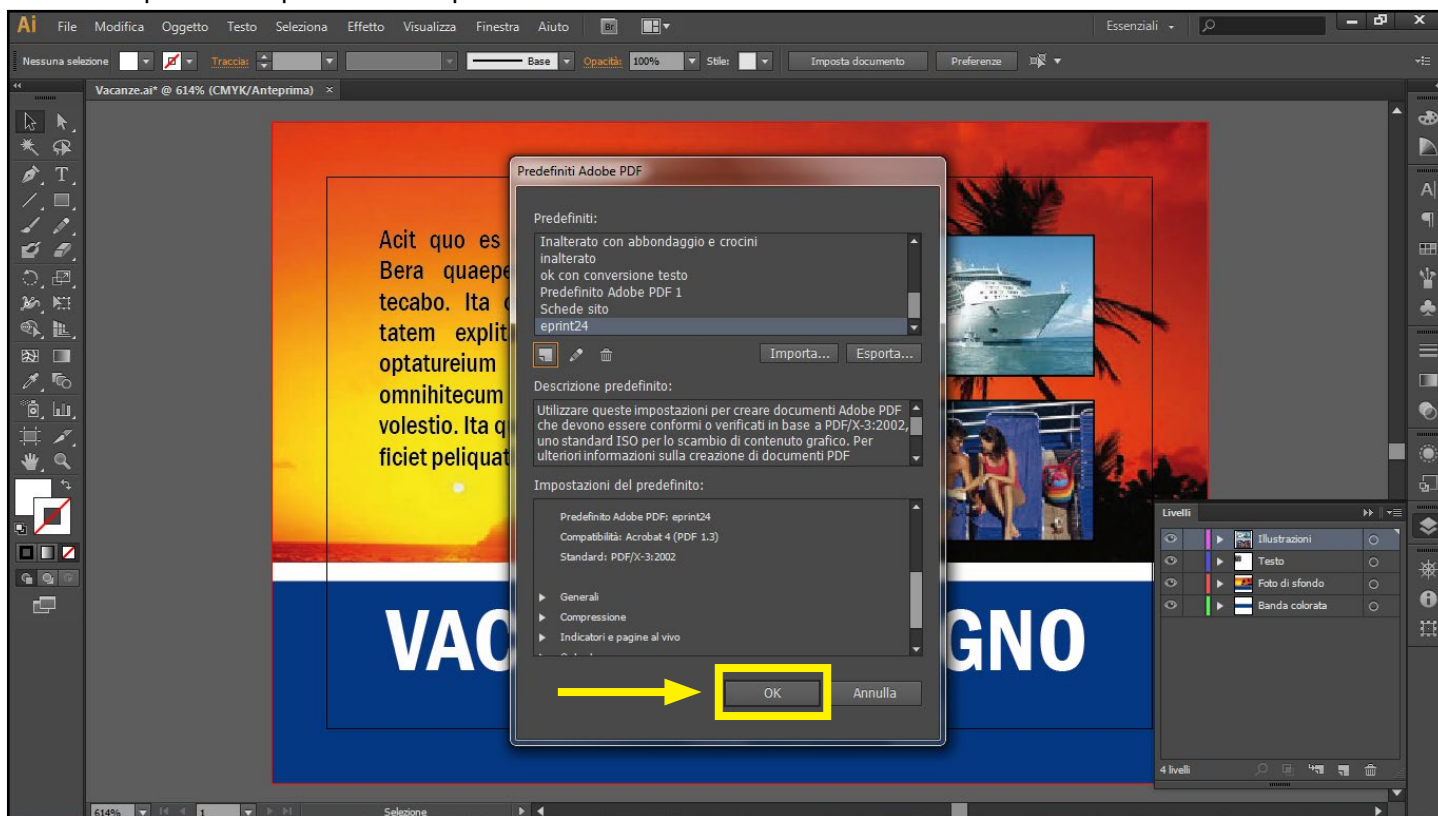 Ai File Modifica Oggetto Testo Seleziona Effetto Visualizza Finestra Aiuto Br Essenziali
Nessuna selezione Traccia: Base Opacità: 100% Stile: Imposta documento Preferenze
Vacanze.ai* @ 614% (CMYK/Anteprima) ×
Predefiniti Adobe PDF
Predefiniti:
Inalterato con abbondaggio e crocini
inalterato
ok con conversione testo
Predefinito Adobe PDF 1
Schede sito
eprint24
Importa... Esporta...
Descrizione predefinito:
Utilizzare queste impostazioni per creare documenti Adobe PDF
che devono essere conformi o verificati in base a PDF/X-3:2002,
uno standard ISO per lo scambio di contenuto grafico. Per
ulteriori informazioni sulla creazione di documenti PDF
Impostazioni del predefinito:
Predefinito Adobe PDF: eprint24
Compatibilità: Acrobat 4 (PDF 1.3)
Standard: PDF/X-3:2002
Generali
Compressione
Indicatori e pagine al vivo
OK Annulla
Acit quo es
Bera quaepe
tecabo. Ita
tatem explit
optatureium
omnihitecum
volestio. Ita q
ficiet peliquat
VAC GNO
Livelli
Illustrazioni
Testo
Foto di sfondo
Banda colorata
4 livelli
614% 1 Selezione